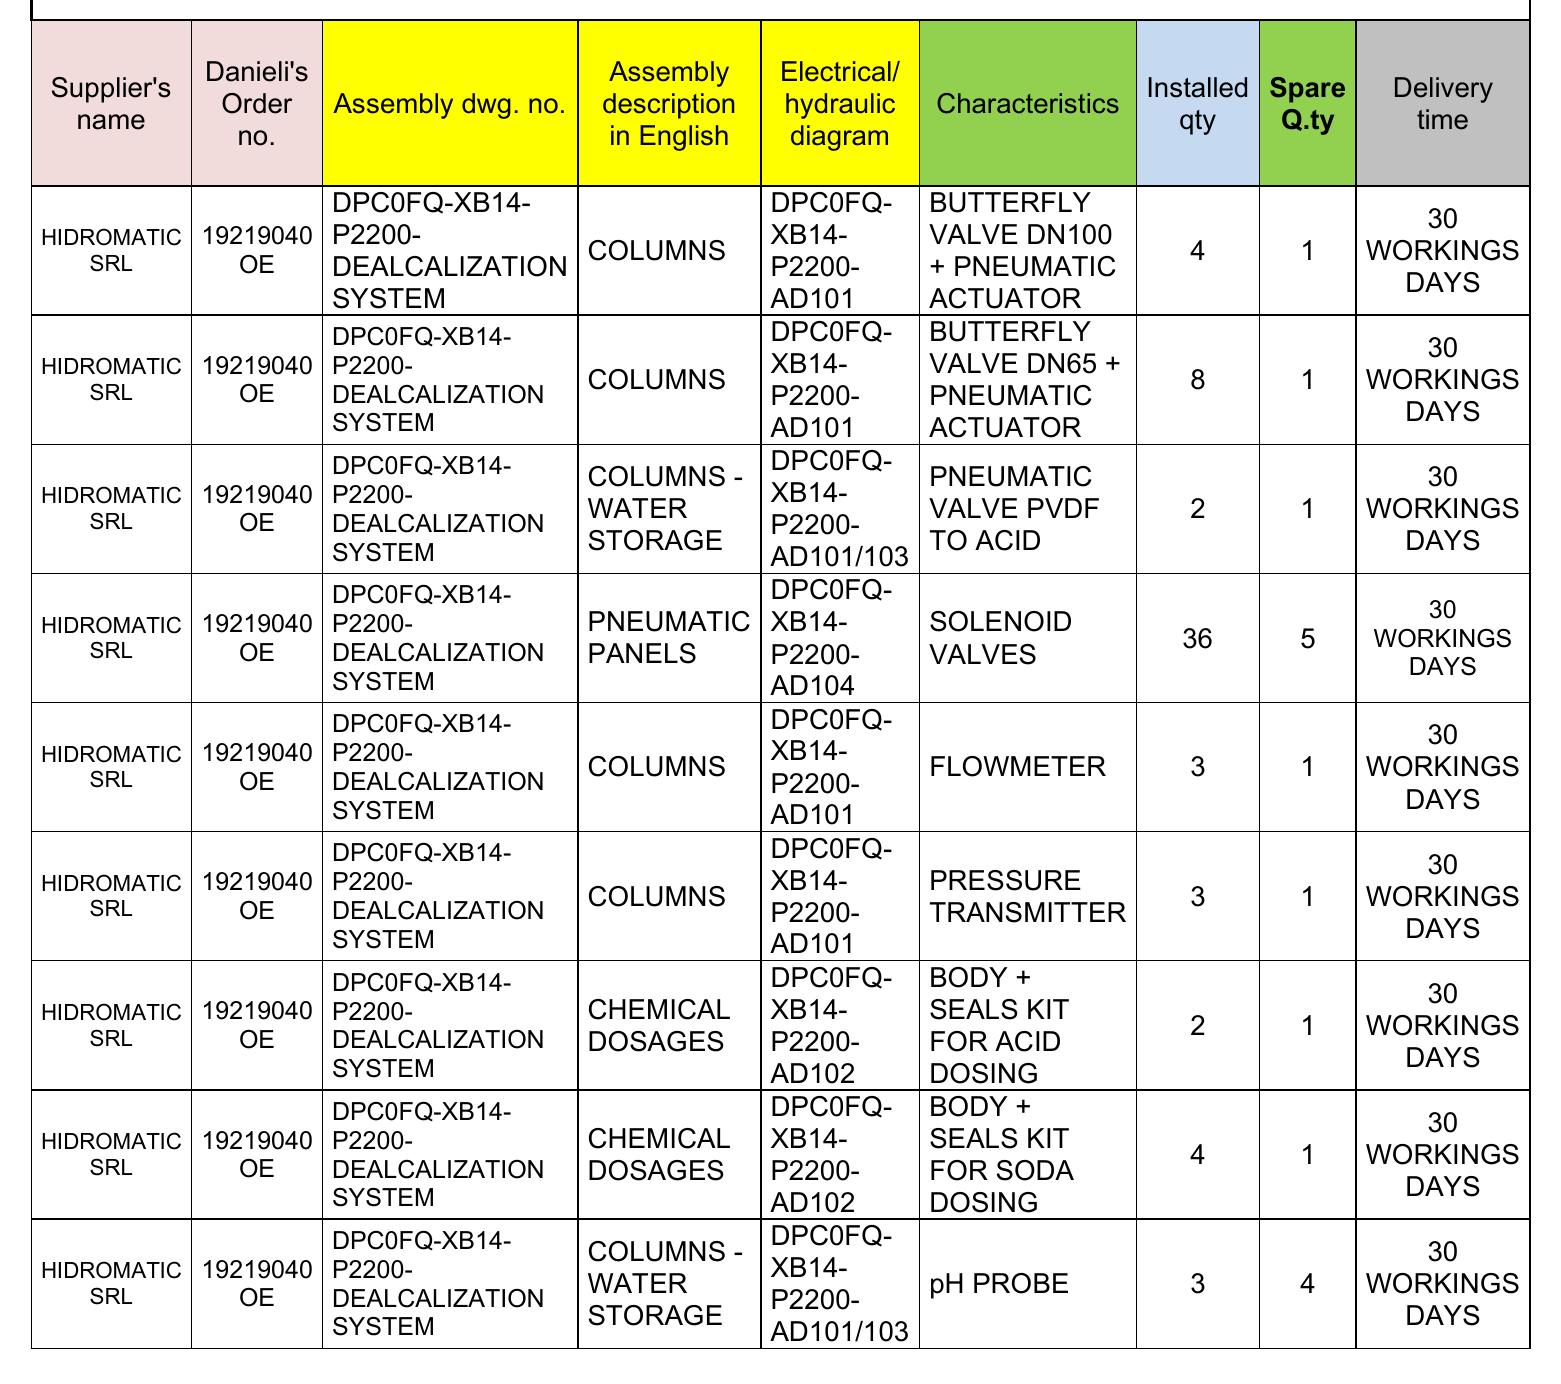 Supplier's
name
Danieli's
Order
no.
Assembly dwg. no.
Assembly
description
in English
Electrical/
hydraulic
diagram
Characteristics
Installed
qty
Spare
Q.ty
Delivery
time
HIDROMATIC
SRL
19219040
OE
DPC0FQ-XB14-
P2200-
DEALCALIZATION
SYSTEM
COLUMNS
DPC0FQ-
XB14-
P2200-
AD101
BUTTERFLY
VALVE DN100
+ PNEUMATIC
ACTUATOR
4
1
30
WORKINGS
DAYS
HIDROMATIC
SRL
19219040
OE
DPC0FQ-XB14-
P2200-
DEALCALIZATION
SYSTEM
COLUMNS
DPC0FQ-
XB14-
P2200-
AD101
BUTTERFLY
VALVE DN65 +
PNEUMATIC
ACTUATOR
8
1
30
WORKINGS
DAYS
HIDROMATIC
SRL
19219040
OE
DPC0FQ-XB14-
P2200-
DEALCALIZATION
SYSTEM
COLUMNS -
WATER
STORAGE
DPC0FQ-
XB14-
P2200-
AD101/103
PNEUMATIC
VALVE PVDF
TO ACID
2
1
30
WORKINGS
DAYS
HIDROMATIC
SRL
19219040
OE
DPC0FQ-XB14-
P2200-
DEALCALIZATION
SYSTEM
PNEUMATIC
PANELS
DPC0FQ-
XB14-
P2200-
AD104
SOLENOID
VALVES
36
5
30
WORKINGS
DAYS
HIDROMATIC
SRL
19219040
OE
DPC0FQ-XB14-
P2200-
DEALCALIZATION
SYSTEM
COLUMNS
DPC0FQ-
XB14-
P2200-
AD101
FLOWMETER
3
1
30
WORKINGS
DAYS
HIDROMATIC
SRL
19219040
OE
DPC0FQ-XB14-
P2200-
DEALCALIZATION
SYSTEM
COLUMNS
DPC0FQ-
XB14-
P2200-
AD101
PRESSURE
TRANSMITTER
3
1
30
WORKINGS
DAYS
HIDROMATIC
SRL
19219040
OE
DPC0FQ-XB14-
P2200-
DEALCALIZATION
SYSTEM
CHEMICAL
DOSAGES
DPC0FQ-
XB14-
P2200-
AD102
BODY +
SEALS KIT
FOR ACID
DOSING
2
1
30
WORKINGS
DAYS
HIDROMATIC
SRL
19219040
OE
DPC0FQ-XB14-
P2200-
DEALCALIZATION
SYSTEM
CHEMICAL
DOSAGES
DPC0FQ-
XB14-
P2200-
AD102
BODY +
SEALS KIT
FOR SODA
DOSING
4
1
30
WORKINGS
DAYS
HIDROMATIC
SRL
19219040
OE
DPC0FQ-XB14-
P2200-
DEALCALIZATION
SYSTEM
COLUMNS -
WATER
STORAGE
DPC0FQ-
XB14-
P2200-
AD101/103
pH PROBE
3
4
30
WORKINGS
DAYS